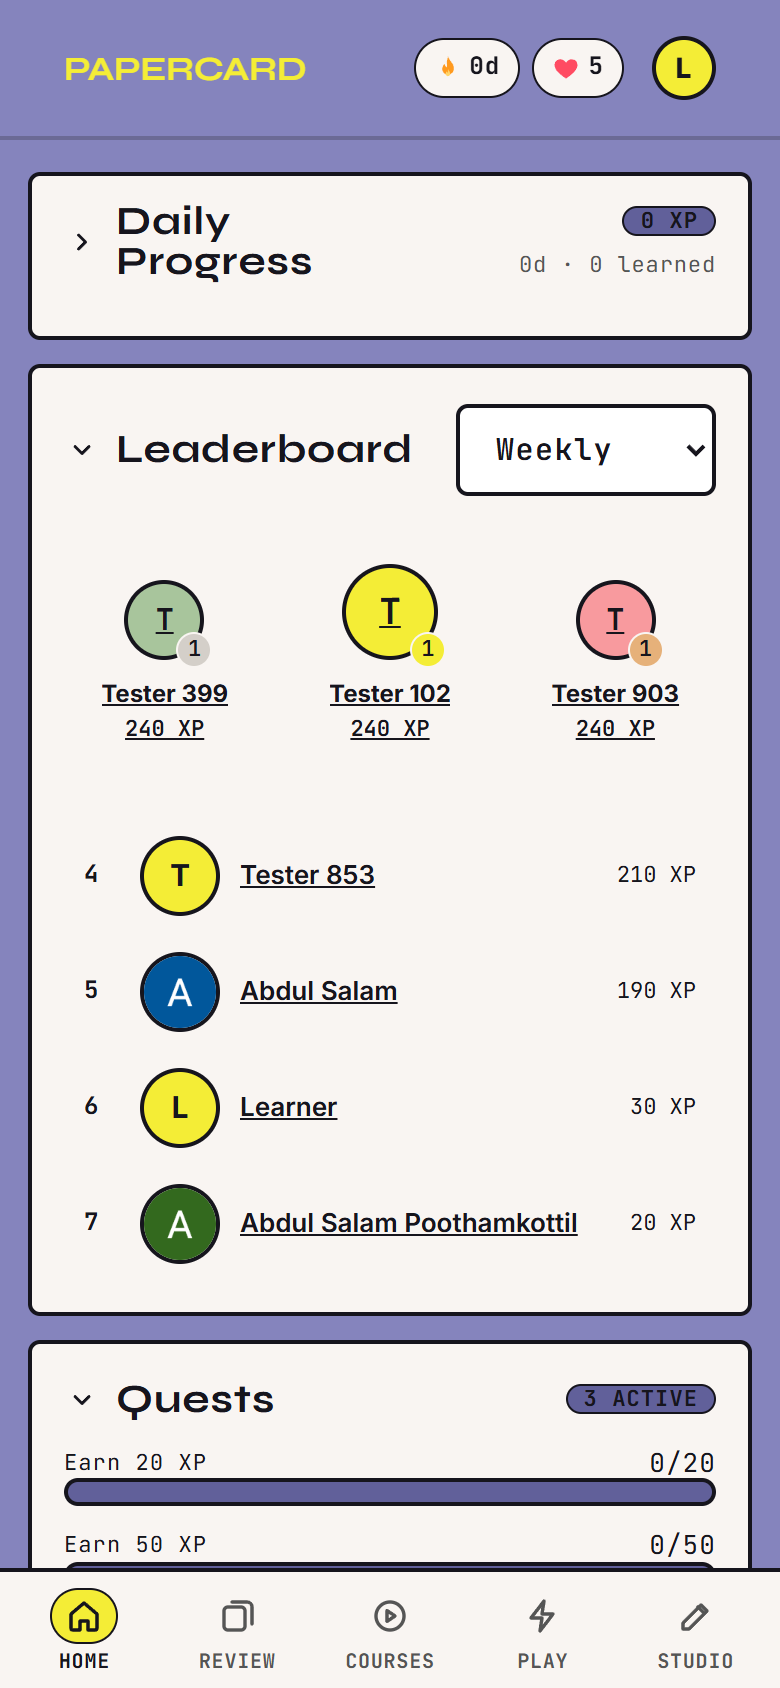 PAPERCARD
0d
5
L
Daily
Progress
0 XP
0d · 0 learned
Leaderboard
Weekly
T
1
Tester 399
240 XP
T
1
Tester 102
240 XP
T
1
Tester 903
240 XP
4 T Tester 853 210 XP
5 A Abdul Salam 190 XP
6 L Learner 30 XP
7 A Abdul Salam Poothamkottil 20 XP
Quests
3 ACTIVE
Earn 20 XP 0/20
Earn 50 XP 0/50
HOME REVIEW COURSES PLAY STUDIO